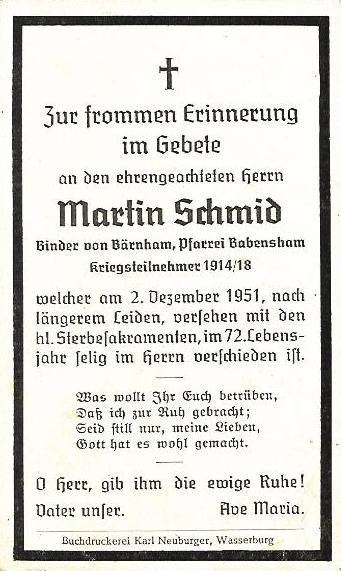 Zur frommen Erinnerung
im Gebete
an den ehrengeachteten Herrn
Martin Schmid
Binder von Bärnham, Pfarrei Babensham
Kriegsteilnehmer 1914/18
welcher am 2. Dezember 1951, nach
längerem Leiden, versehen mit den
hl. Sterbesakramenten, im 72. Lebens-
jahr selig im Herrn verschieden ist.
Was wollt Ihr Euch betrüben,
Daß ich zur Ruh gebracht;
Seid still nur, meine Lieben,
Gott hat es wohl gemacht.
O Herr, gib ihm die ewige Ruhe!
Vater unser. Ave Maria.
Buchdruckerei Karl Neuburger, Wasserburg